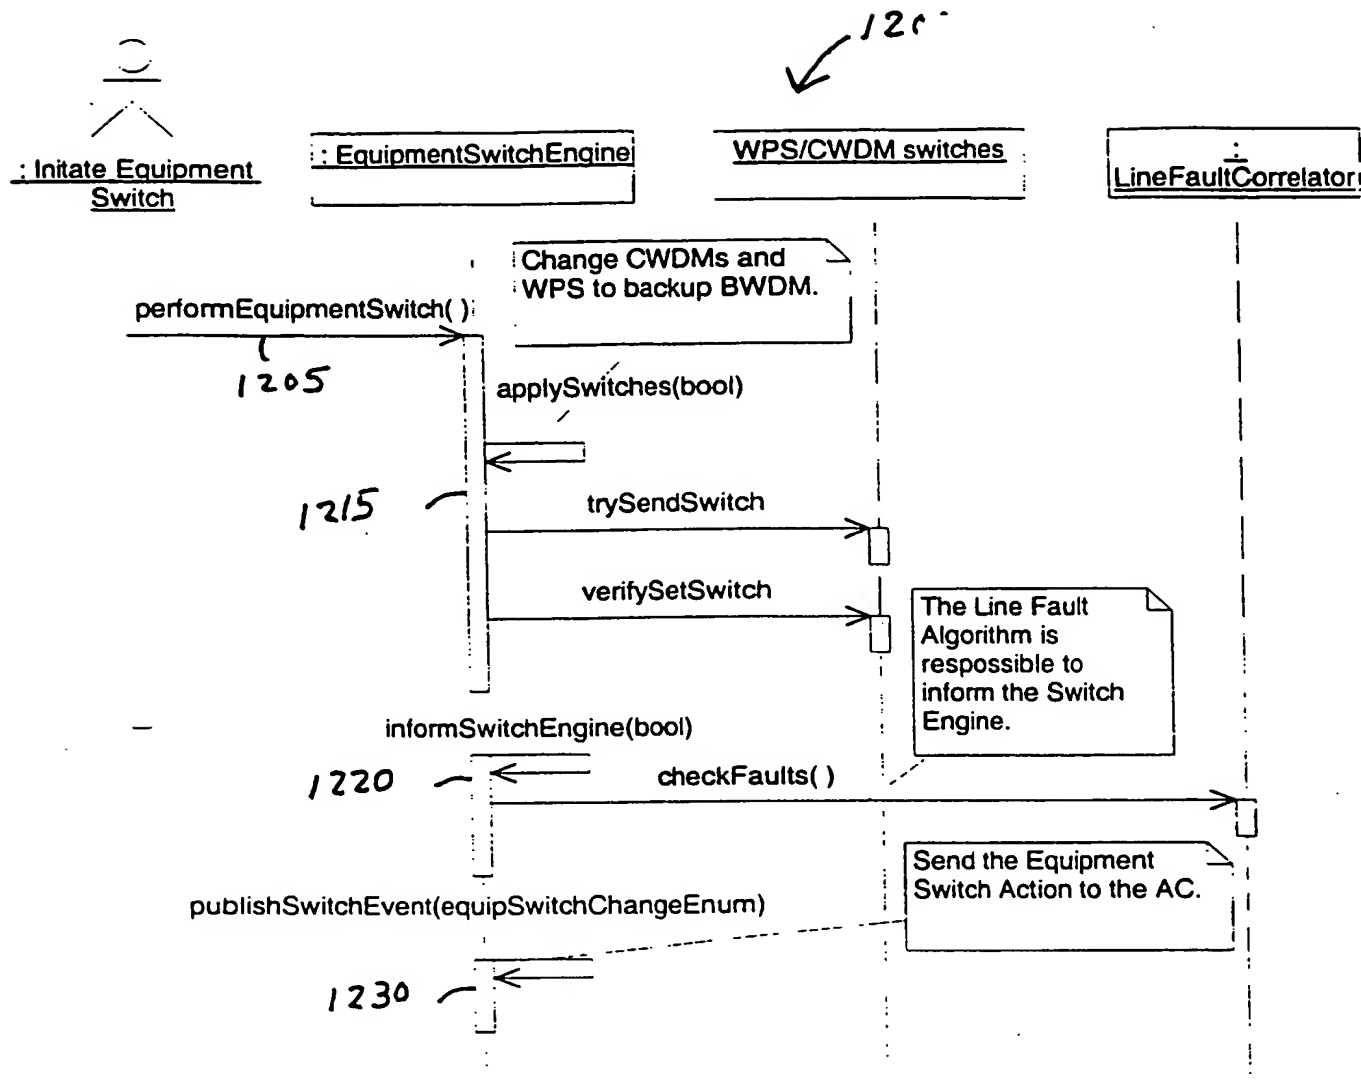 : Initate Equipment
Switch
: EquipmentSwitchEngine
WPS/CWDM switches
:
LineFaultCorrelator
Change CWDMs and
WPS to backup BWDM.
performEquipmentSwitch( )
1205
applySwitches(bool)
1215
trySendSwitch
verifySetSwitch
The Line Fault
Algorithm is
respossible to
inform the Switch
Engine.
informSwitchEngine(bool)
1220
checkFaults( )
Send the Equipment
Switch Action to the AC.
publishSwitchEvent(equipSwitchChangeEnum)
1230